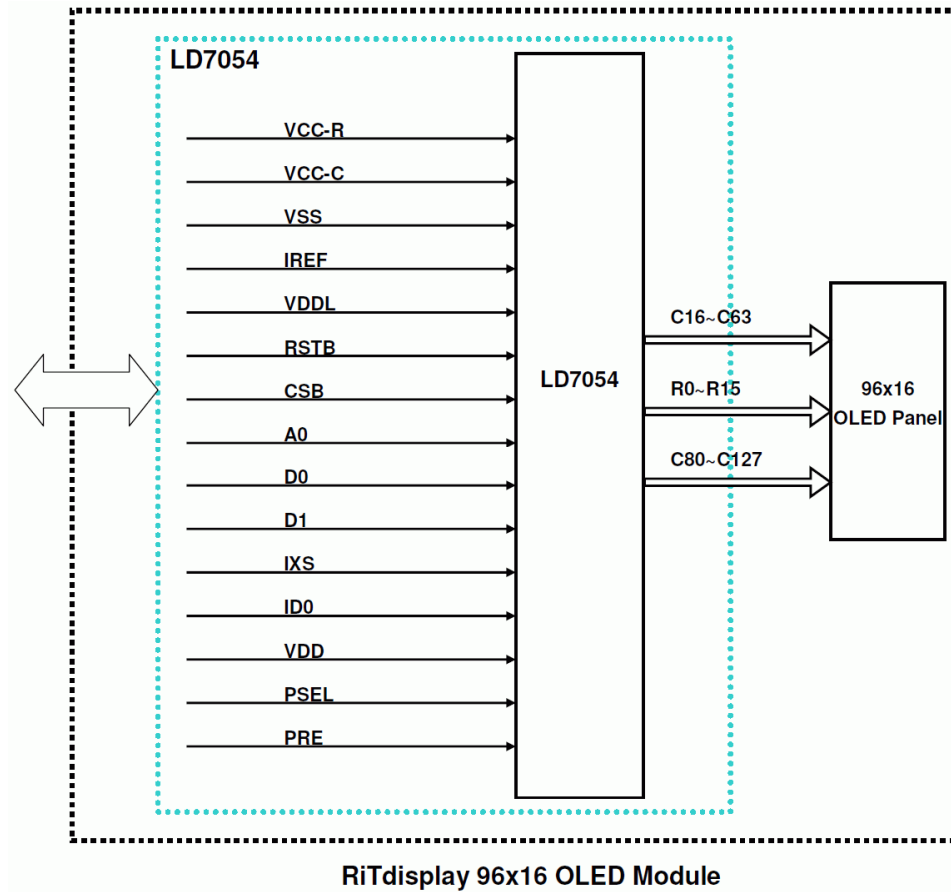 LD7054
VCC-R
VCC-C
VSS
IREF
VDDL
RSTB
CSB
A0
D0
D1
IXS
ID0
VDD
PSEL
PRE
LD7054
C16~C63
R0~R15
C80~C127
96x16
OLED Panel
RiTdisplay 96x16 OLED Module